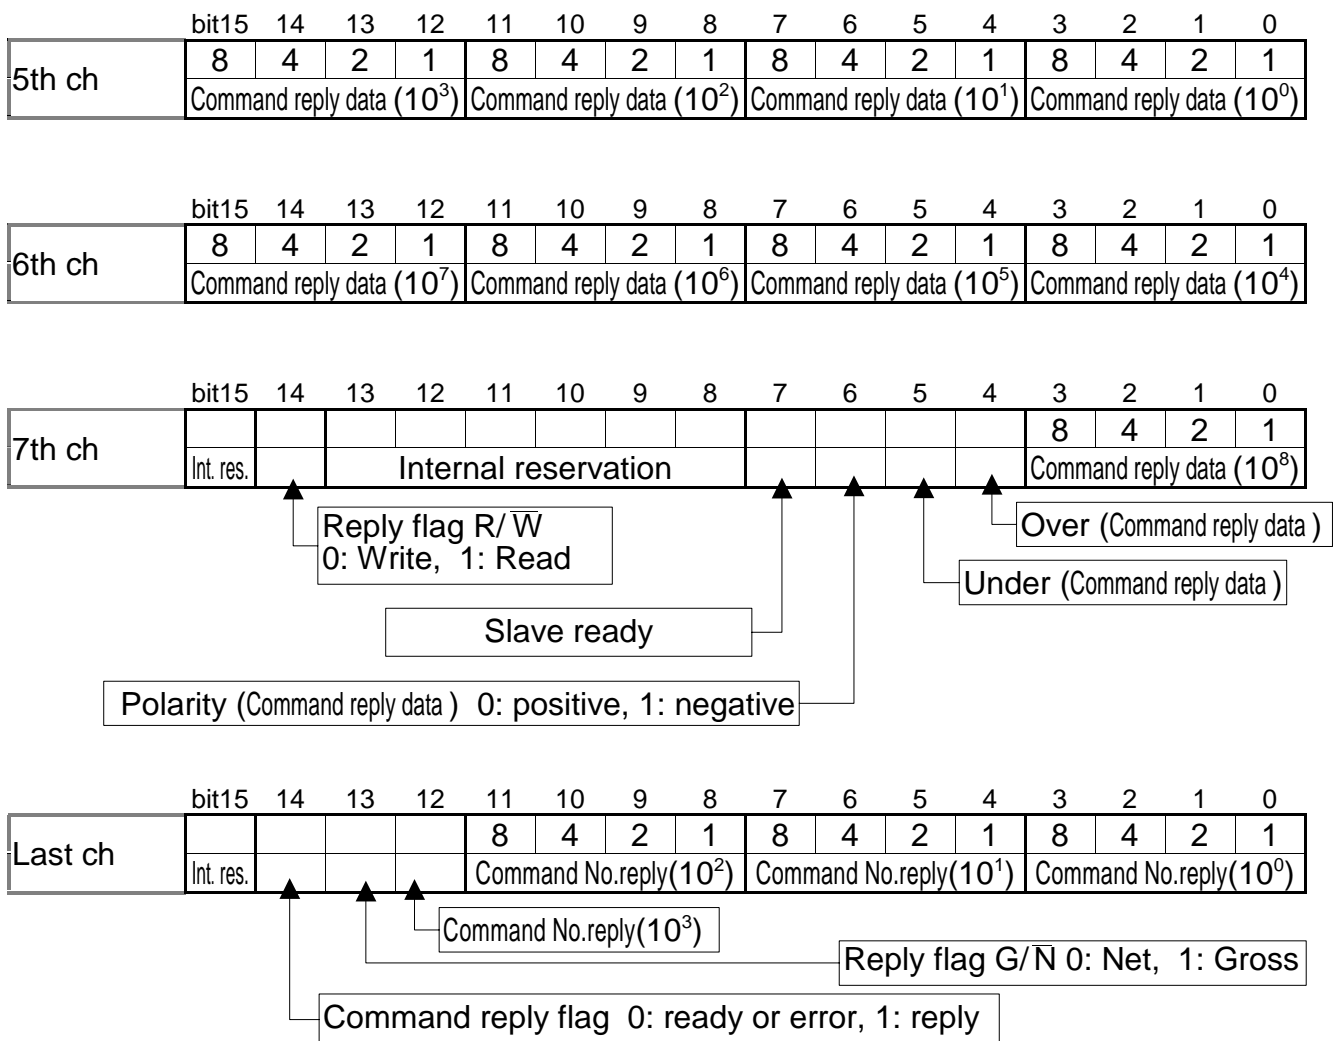 bit15 14 13 12 11 10 9 8 7 6 5 4 3 2 1 0
5th ch
8 4 2 1 8 4 2 1 8 4 2 1 8 4 2 1
Command reply data (10³) Command reply data (10²) Command reply data (10¹) Command reply data (10⁰)
bit15 14 13 12 11 10 9 8 7 6 5 4 3 2 1 0
6th ch
8 4 2 1 8 4 2 1 8 4 2 1 8 4 2 1
Command reply data (10⁷) Command reply data (10⁶) Command reply data (10⁵) Command reply data (10⁴)
bit15 14 13 12 11 10 9 8 7 6 5 4 3 2 1 0
7th ch
8 4 2 1
Int. res. Internal reservation Command reply data (10⁸)
Reply flag R/W̅
0: Write, 1: Read
Over (Command reply data )
Under (Command reply data )
Slave ready
Polarity (Command reply data ) 0: positive, 1: negative
bit15 14 13 12 11 10 9 8 7 6 5 4 3 2 1 0
Last ch
8 4 2 1 8 4 2 1 8 4 2 1
Int. res. Command No.reply(10²) Command No.reply(10¹) Command No.reply(10⁰)
Command No.reply(10³)
Reply flag G/N̅ 0: Net, 1: Gross
Command reply flag 0: ready or error, 1: reply